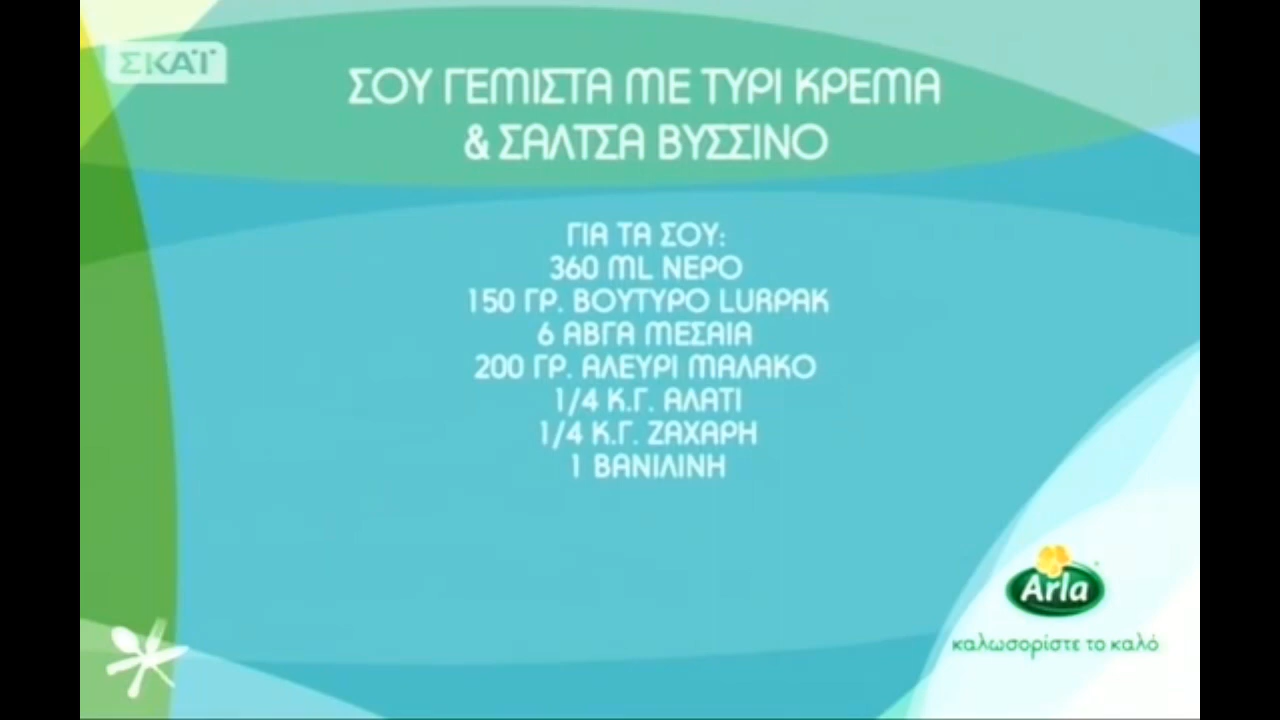 ΣΚΑΪ
ΣΟΥ ΓΕΜΙΣΤΑ ΜΕ ΤΥΡΙ ΚΡΕΜΑ
& ΣΑΛΤΣΑ ΒΥΣΣΙΝΟ
ΓΙΑ ΤΑ ΣΟΥ:
360 ML ΝΕΡΟ
150 ΓΡ. ΒΟΥΤΥΡΟ LURPAK
6 ΑΒΓΑ ΜΕΣΑΙΑ
200 ΓΡ. ΑΛΕΥΡΙ ΜΑΛΑΚΟ
1/4 Κ.Γ. ΑΛΑΤΙ
1/4 Κ.Γ. ΖΑΧΑΡΗ
1 ΒΑΝΙΛΙΝΗ
Arla
καλωσορίστε το καλό